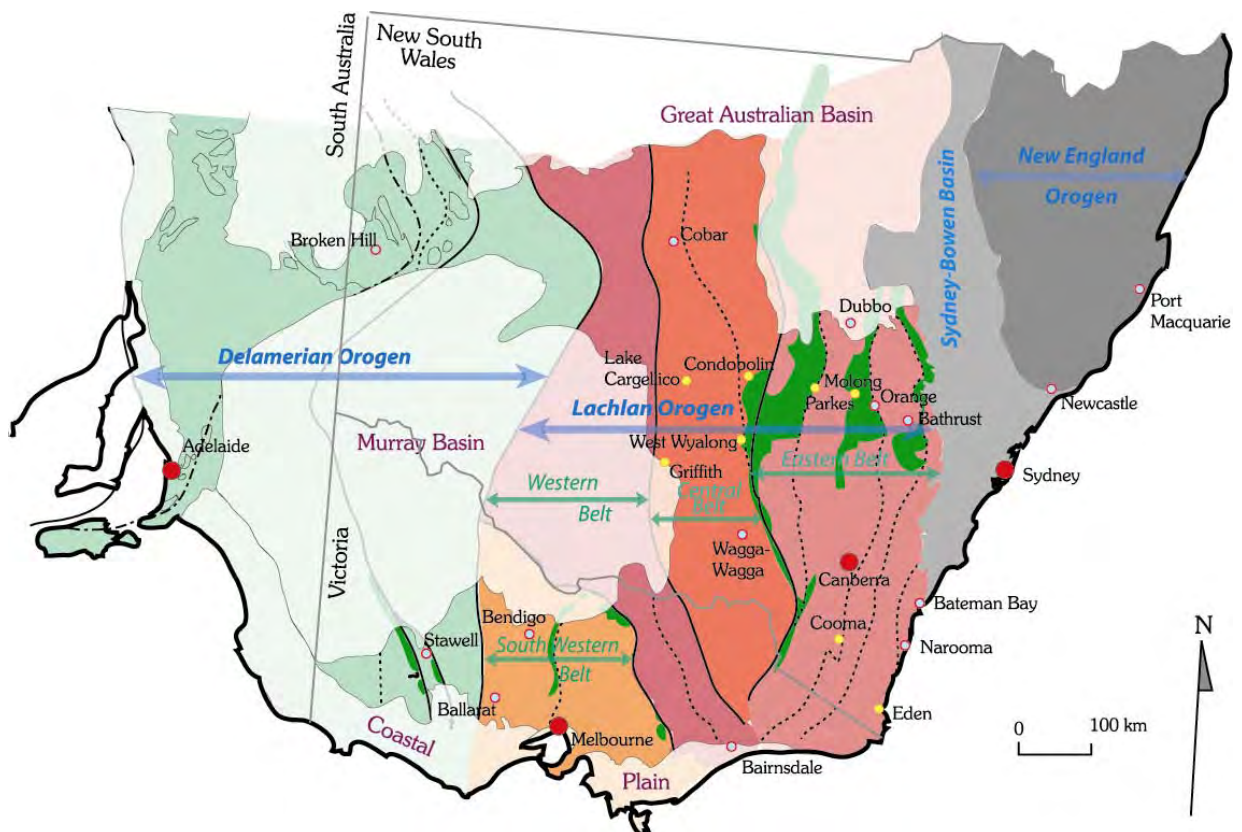 South Australia
New South
Wales
Great Australian Basin
Sydney-Bowen Basin
New England
Orogen
Broken Hill
Cobar
Port
Macquarie
Dubbo
Delamerian Orogen
Lake
Cargellico
Condobolin
Molong
Parkes
Orange
Newcastle
Lachlan Orogen
Bathrust
Adelaide
Murray Basin
West Wyalong
Griffith
Eastern Belt
Sydney
Western
Belt
Central
Belt
Wagga-
Wagga
Canberra
Victoria
Bateman Bay
Bendigo
Stawell
South Western
Belt
Cooma
Narooma
N
Ballarat
Eden
0
100 km
Coastal
Melbourne
Bairnsdale
Plain